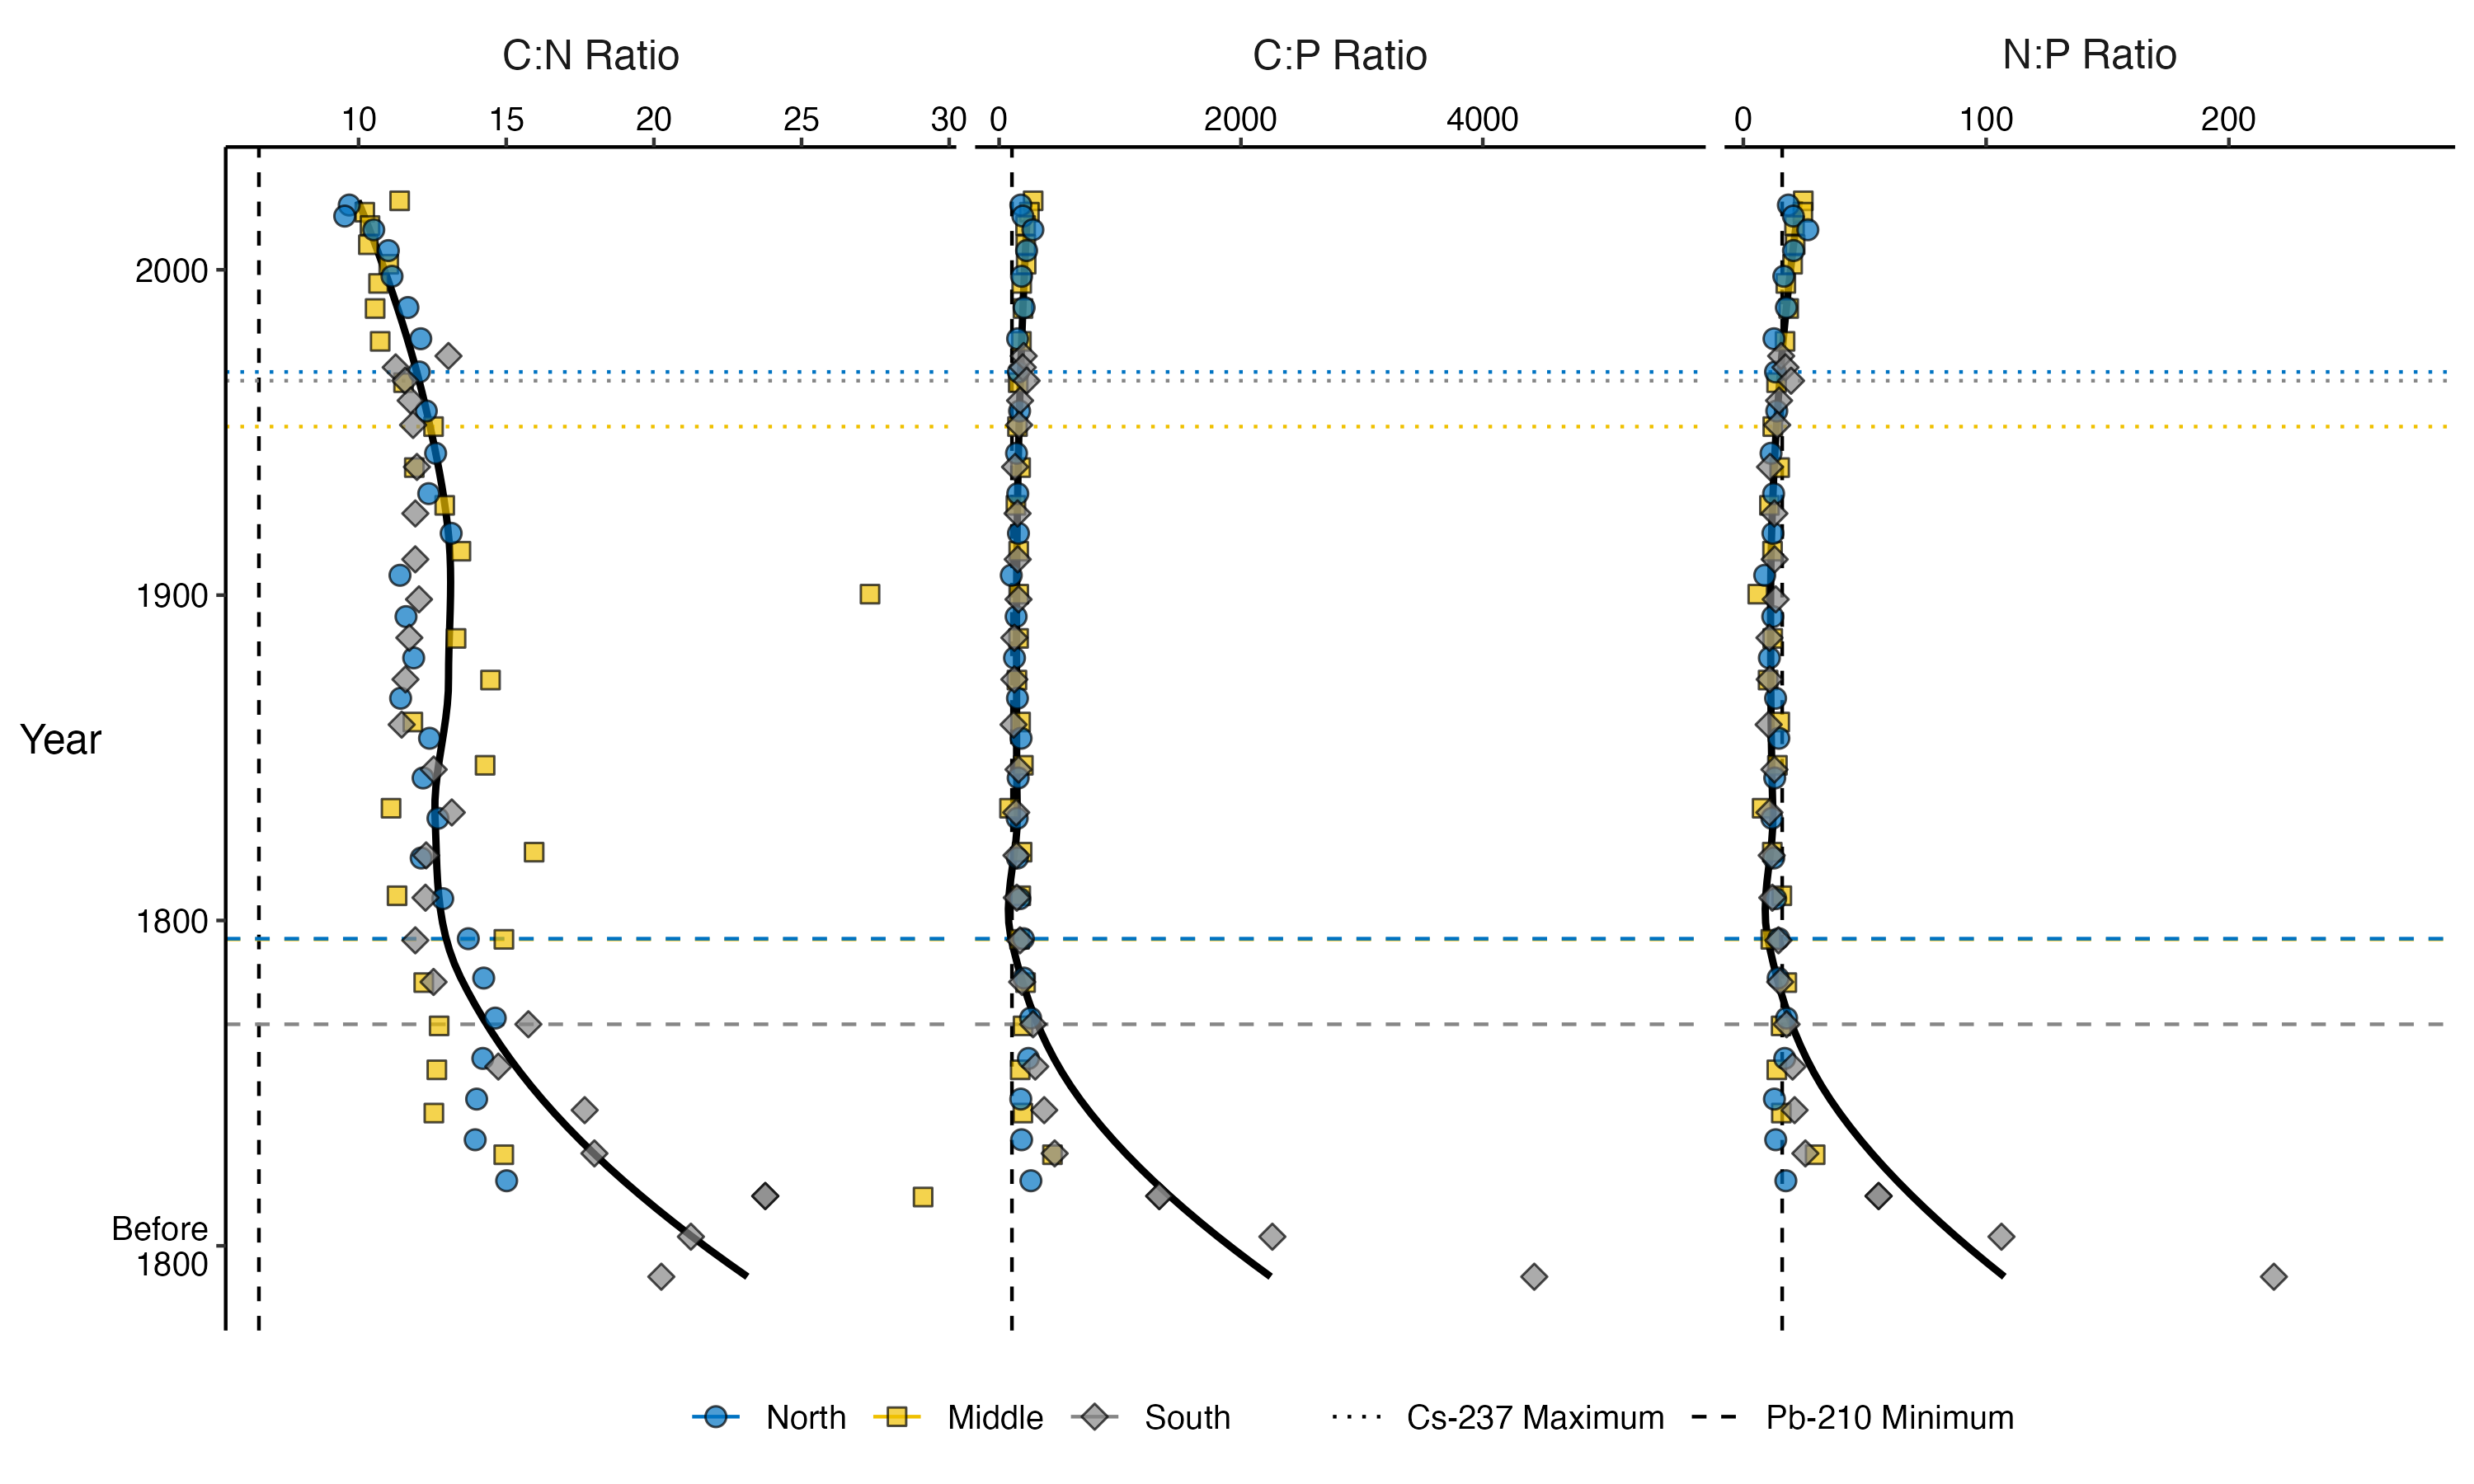 C:N Ratio C:P Ratio N:P Ratio
10 15 20 25 30 0 2000 4000 0 100 200
2000
1900
Year
1800
Before
1800
North Middle South Cs-237 Maximum Pb-210 Minimum